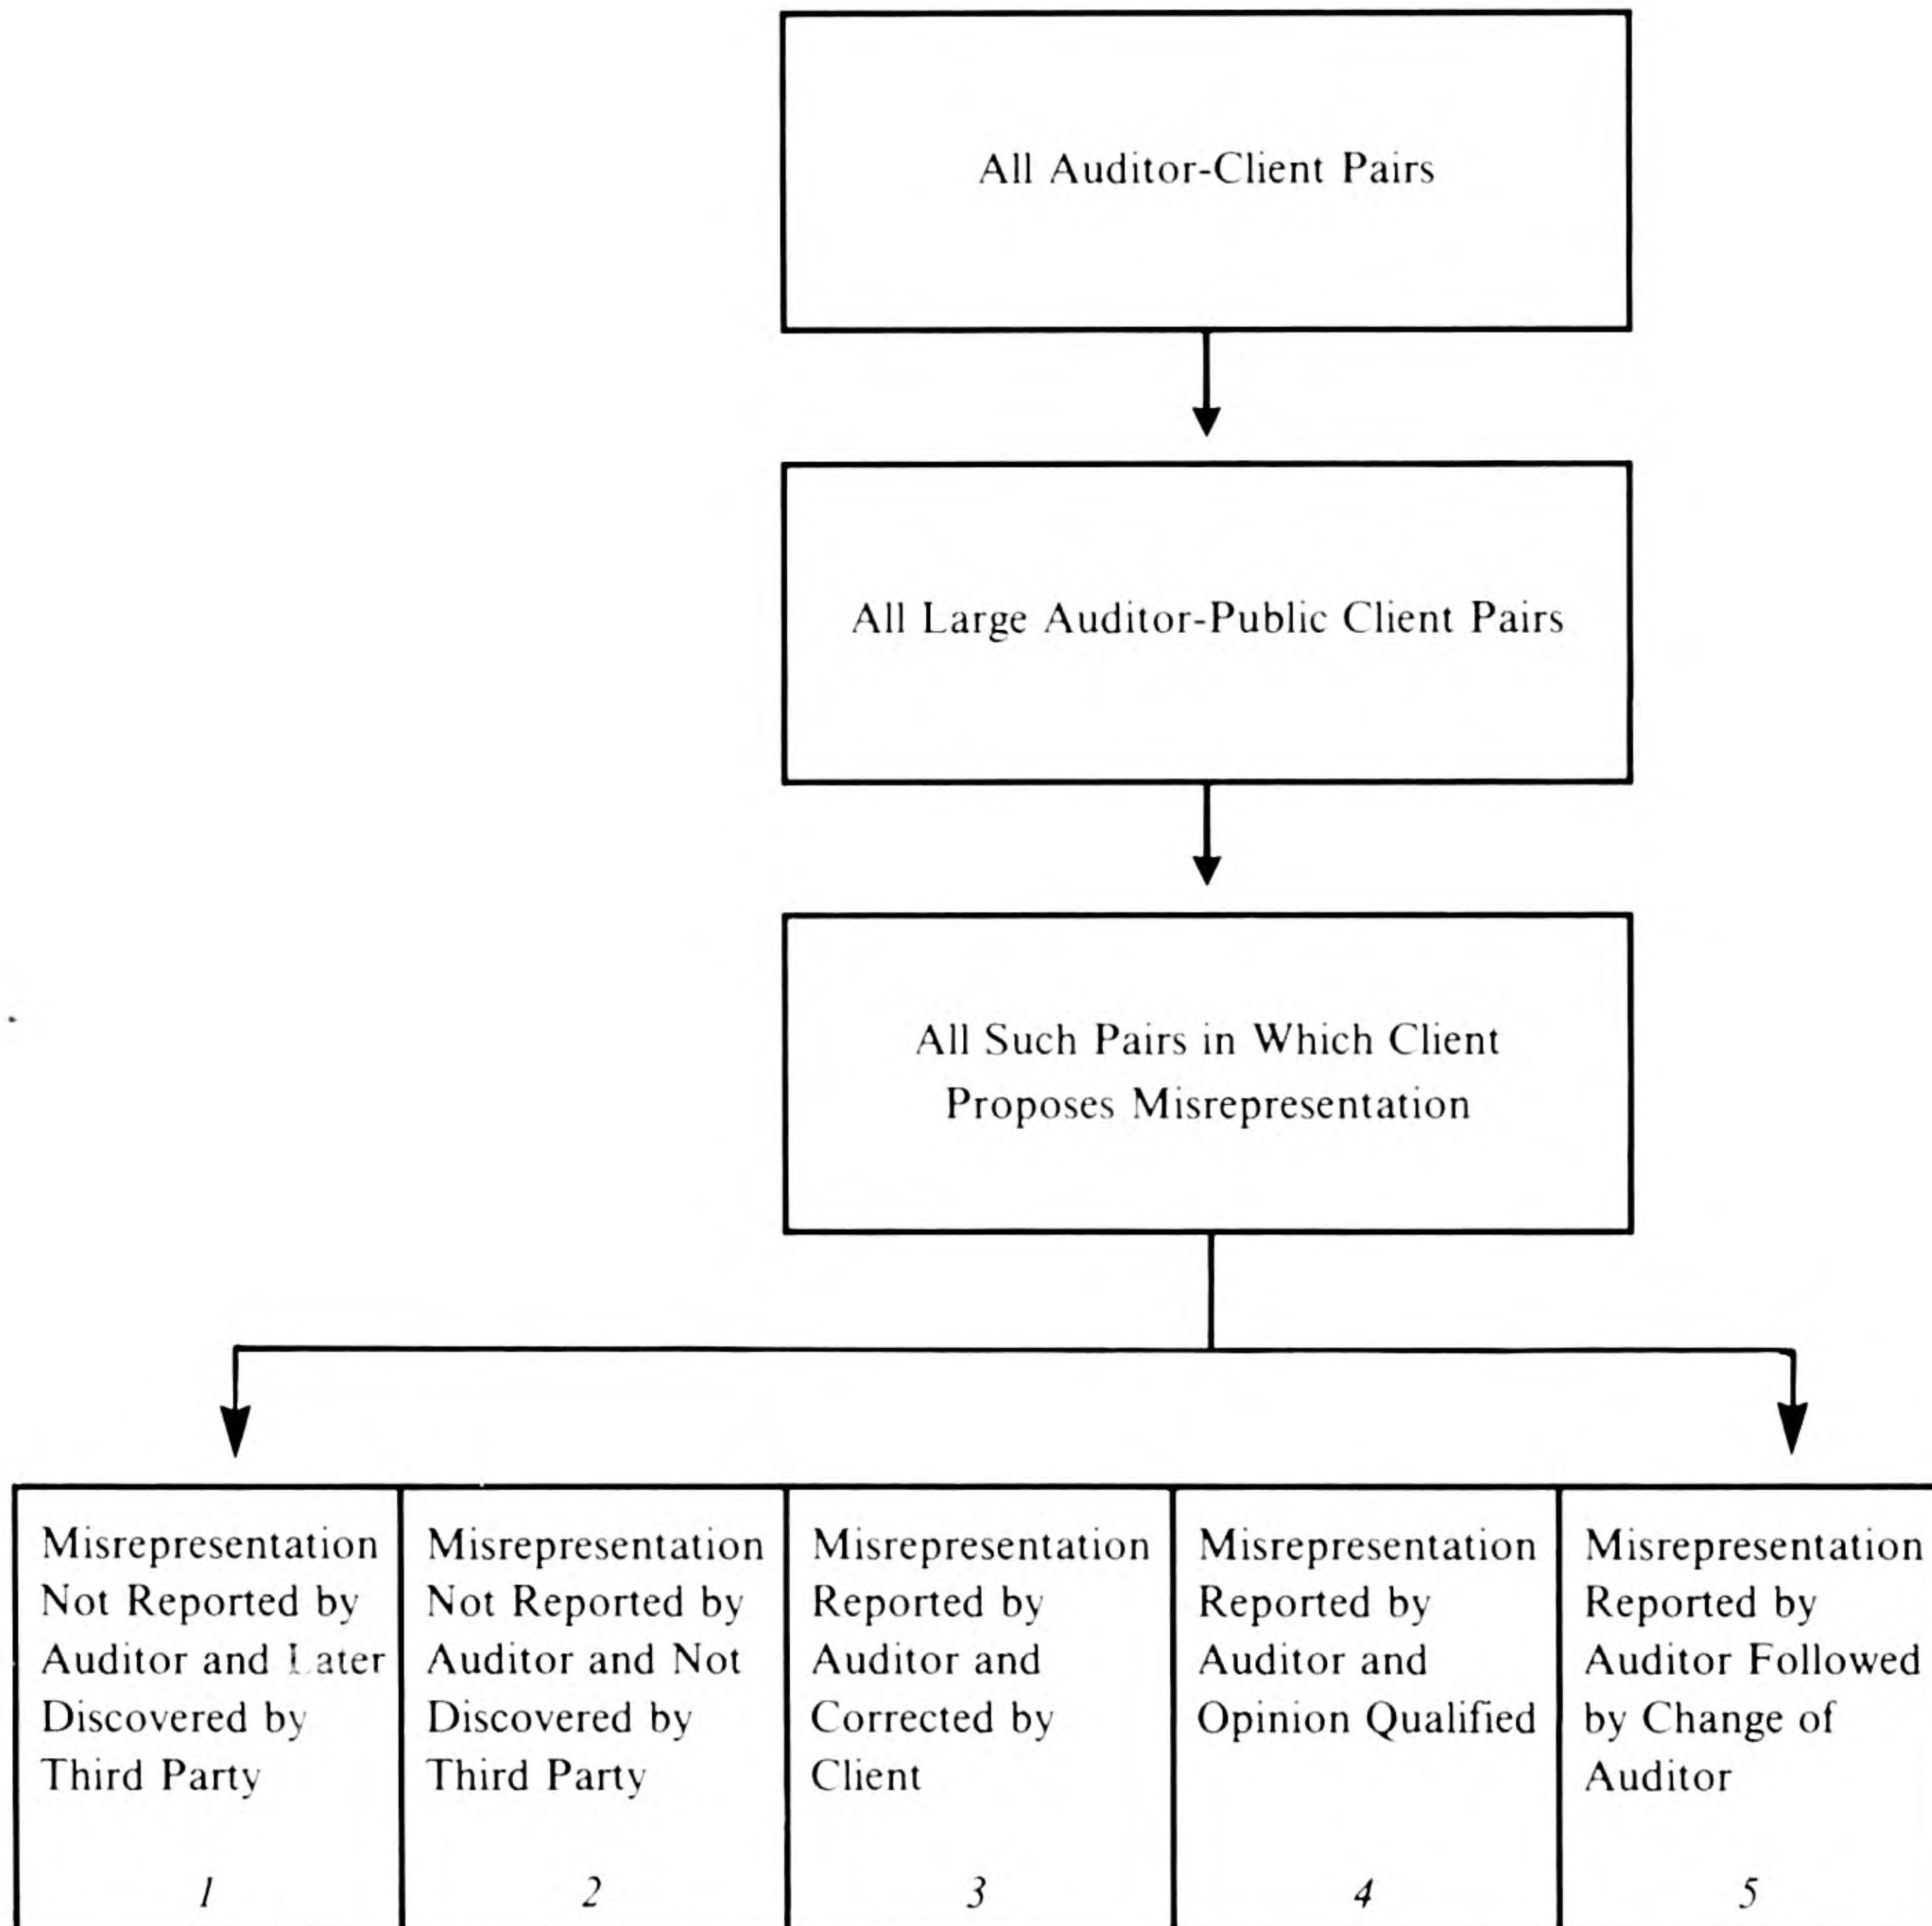 All Auditor-Client Pairs
All Large Auditor-Public Client Pairs
All Such Pairs in Which Client
Proposes Misrepresentation
Misrepresentation
Not Reported by
Auditor and Later
Discovered by
Third Party
1
Misrepresentation
Not Reported by
Auditor and Not
Discovered by
Third Party
2
Misrepresentation
Reported by
Auditor and
Corrected by
Client
3
Misrepresentation
Reported by
Auditor and
Opinion Qualified
4
Misrepresentation
Reported by
Auditor Followed
by Change of
Auditor
5